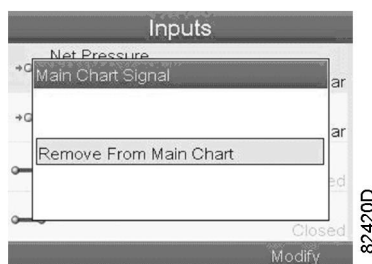 Inputs
Net Pressure
Main Chart Signal
ar
ar
Remove From Main Chart
ed
Closed
Modify
82420D